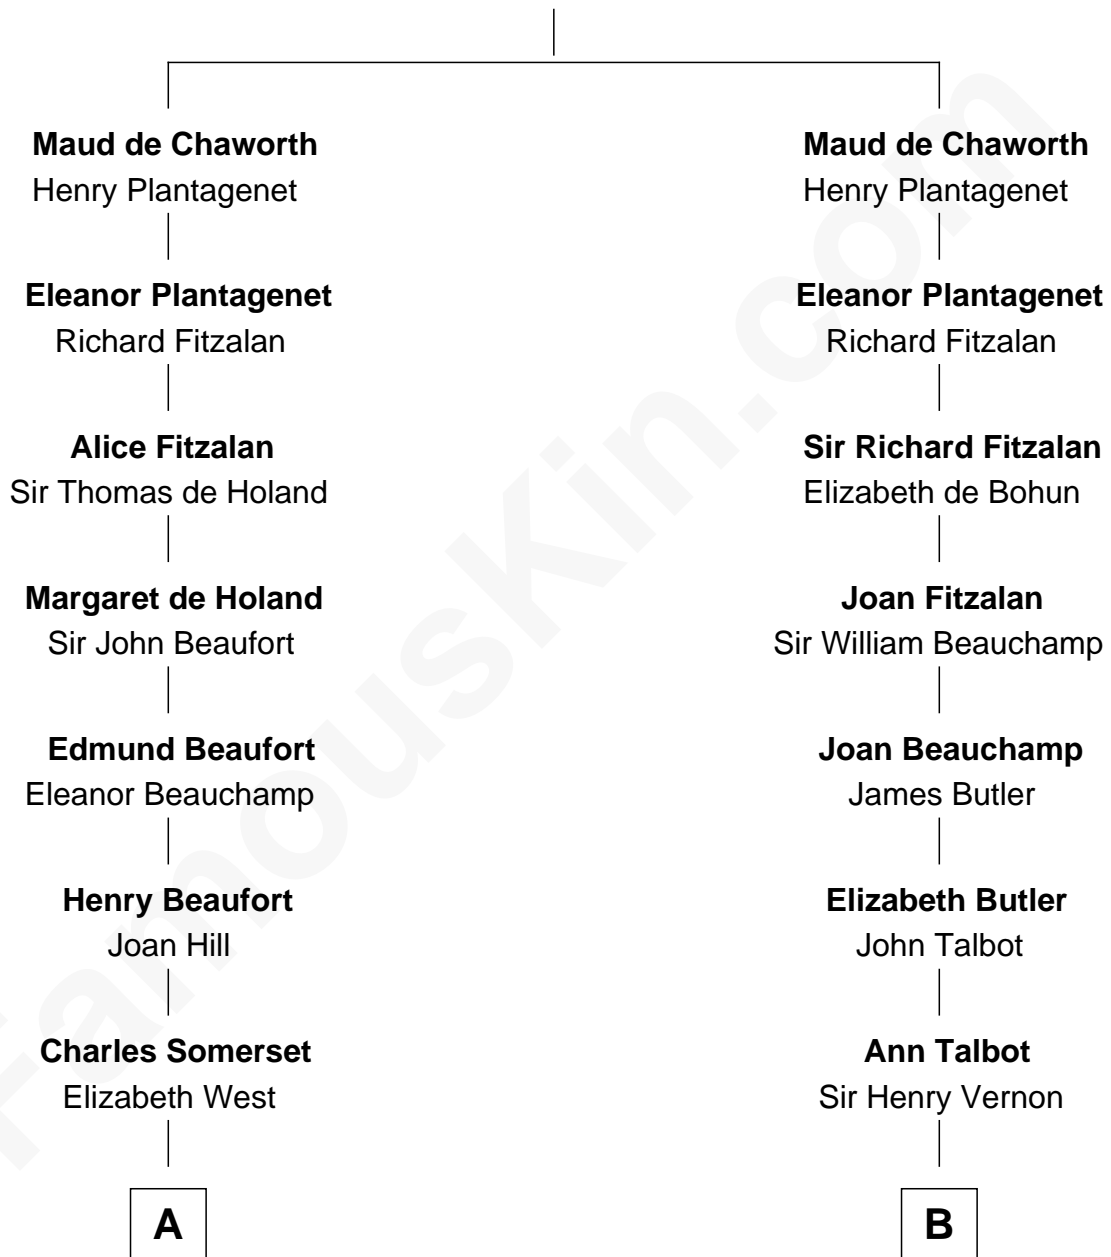 Maud de Chaworth
Henry Plantagenet
Eleanor Plantagenet
Richard Fitzalan
Alice Fitzalan
Sir Thomas de Holand
Margaret de Holand
Sir John Beaufort
Edmund Beaufort
Eleanor Beauchamp
Henry Beaufort
Joan Hill
Charles Somerset
Elizabeth West
A
Maud de Chaworth
Henry Plantagenet
Eleanor Plantagenet
Richard Fitzalan
Sir Richard Fitzalan
Elizabeth de Bohun
Joan Fitzalan
Sir William Beauchamp
Joan Beauchamp
James Butler
Elizabeth Butler
John Talbot
Ann Talbot
Sir Henry Vernon
B
FamousKin.com